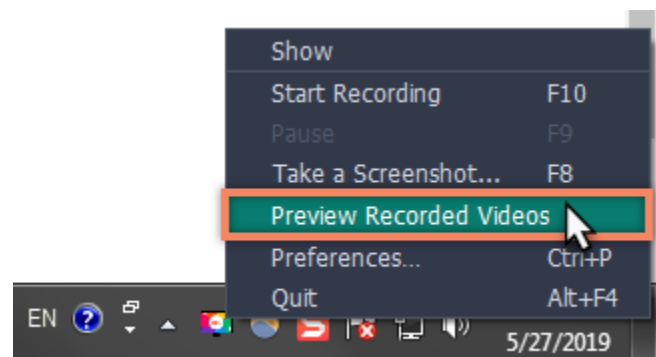 Show
Start Recording F10
Pause F9
Take a Screenshot... F8
Preview Recorded Videos
Preferences... Ctrl+P
Quit Alt+F4
EN
5/27/2019